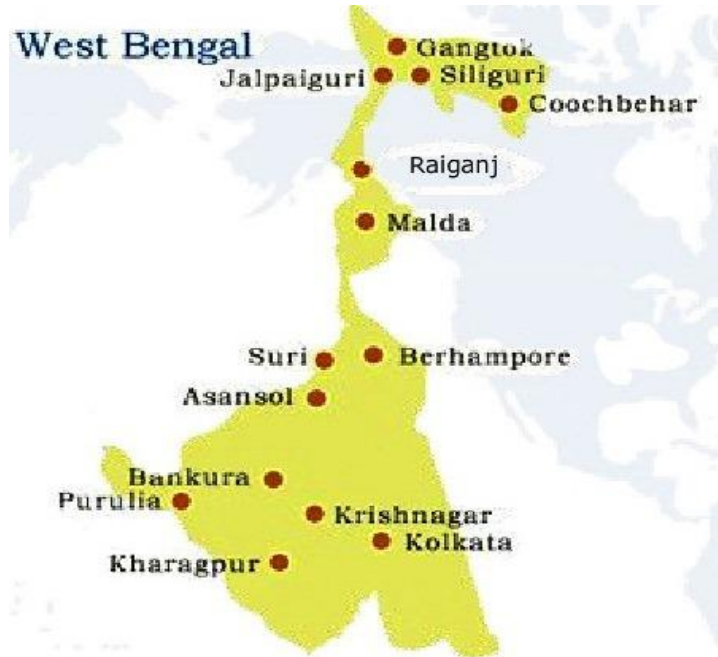 West Bengal
Gangtok
Jalpaiguri
Siliguri
Coochbehar
Raiganj
Malda
Suri
Berhampore
Asansol
Bankura
Purulia
Krishnagar
Kolkata
Kharagpur